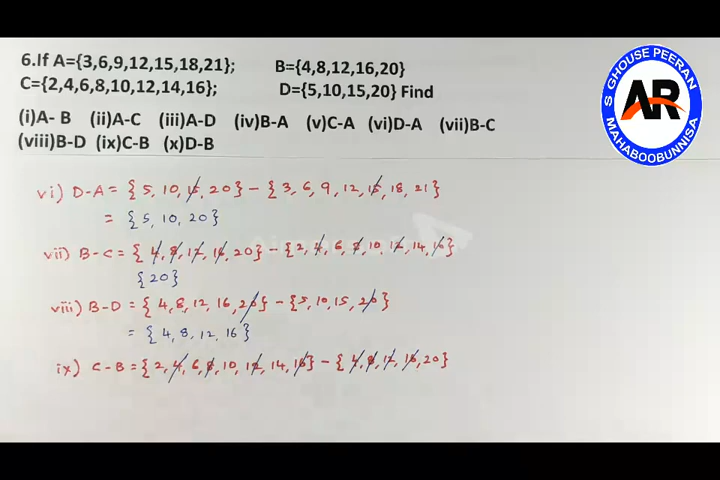 6.If A={3,6,9,12,15,18,21}; B={4,8,12,16,20}
C={2,4,6,8,10,12,14,16}; D={5,10,15,20} Find
(i)A- B (ii)A-C (iii)A-D (iv)B-A (v)C-A (vi)D-A (vii)B-C
(viii)B-D (ix)C-B (x)D-B
vi) D-A = {5, 10, 15, 20} - {3, 6, 9, 12, 15, 18, 21}
= {5, 10, 20}
vii) B-C = {4, 8, 12, 16, 20} - {2, 4, 6, 8, 10, 12, 14, 16}
{20}
viii) B-D = {4, 8, 12, 16, 20} - {5, 10, 15, 20}
= {4, 8, 12, 16}
ix) C-B = {2, 4, 6, 8, 10, 12, 14, 16} - {4, 8, 12, 16, 20}
S GHOUSE PEERAN
AR
MAHABOOBUNNISA